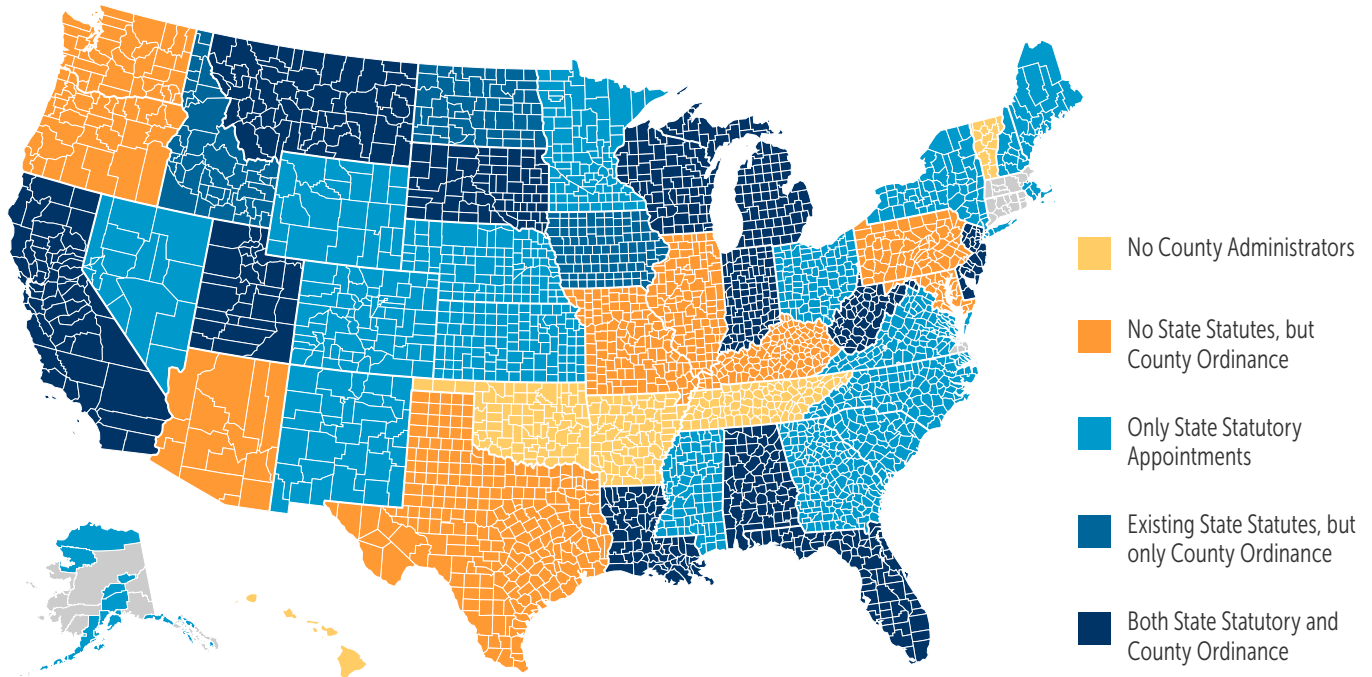 No County Administrators
No State Statutes, but
County Ordinance
Only State Statutory
Appointments
Existing State Statutes, but
only County Ordinance
Both State Statutory and
County Ordinance